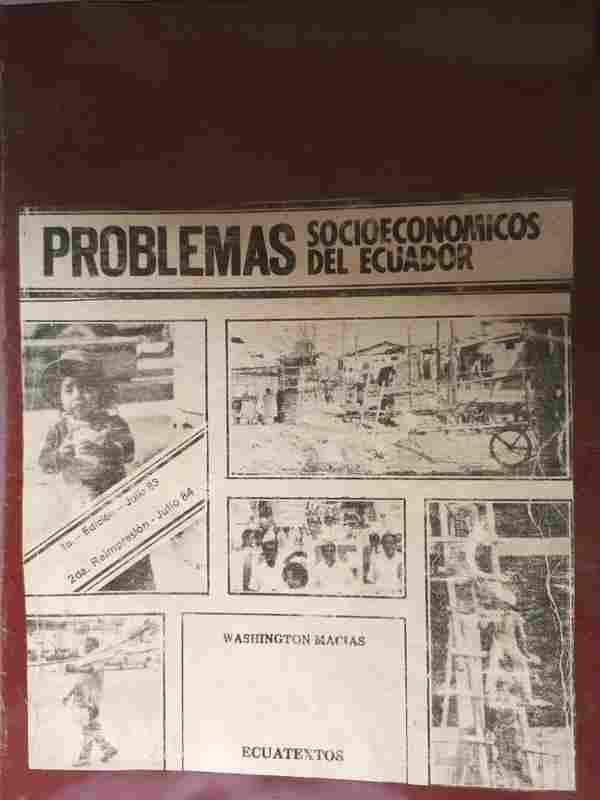 PROBLEMAS SOCIOECONOMICOS
DEL ECUADOR
1a.- Edición - Julio 83
2da. Reimpresión - Julio 84
WASHINGTON MACIAS
ECUATEXTOS